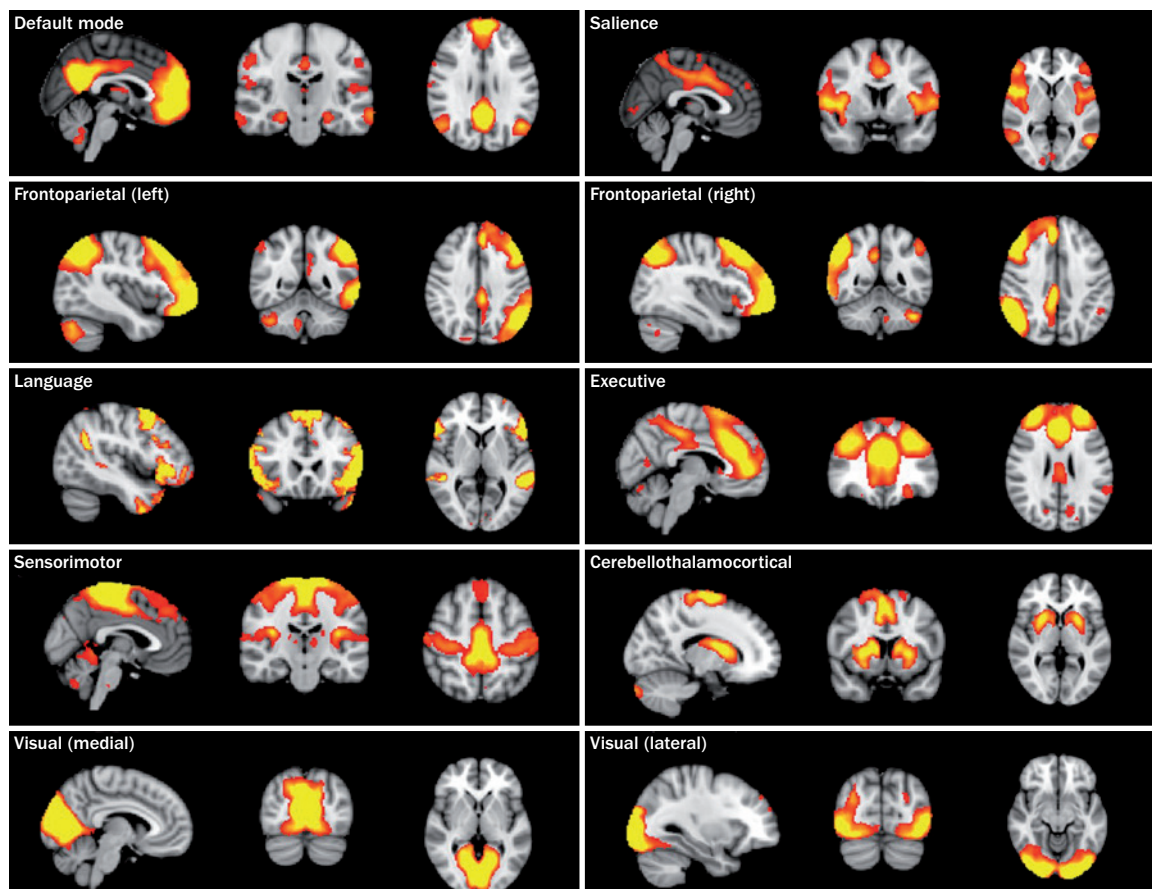 Default mode
Salience
Frontoparietal (left)
Frontoparietal (right)
Language
Executive
Sensorimotor
Cerebellothalamocortical
Visual (medial)
Visual (lateral)